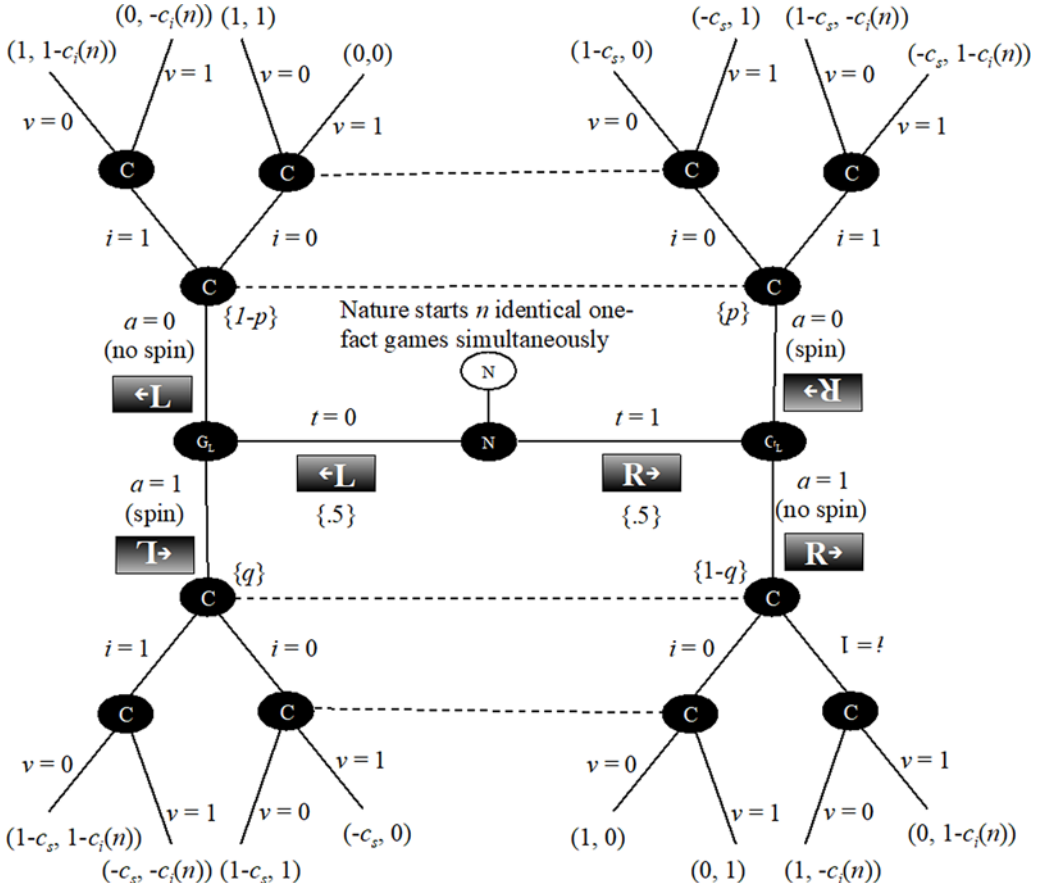 (0, -cᵢ(n)) (1, 1)
(-cₛ, 1) (1-cₛ, -cᵢ(n))
(1, 1-cᵢ(n)) (0,0)
(1-cₛ, 0) (-cₛ, 1-cᵢ(n))
v = 1 v = 0
v = 1 v = 0
v = 0 v = 1
v = 0 v = 1
C C C C
i = 1 i = 0
i = 0 i = 1
C C
{1-p} {p}
Nature starts n identical one-
fact games simultaneously
a = 0
(no spin)
a = 0
(spin)
N
←L
R→
t = 0 t = 1
G_L N G_L
←L R→
{.5} {.5}
a = 1
(spin)
a = 1
(no spin)
L→
R→
{q} {1-q}
C C
i = 1 i = 0
i = 0 i = 1
C C C C
v = 0 v = 1
v = 0 v = 1
v = 1 v = 0
v = 1 v = 0
(1-cₛ, 1-cᵢ(n)) (-cₛ, 0)
(1, 0) (0, 1-cᵢ(n))
(-cₛ, -cᵢ(n)) (1-cₛ, 1)
(0, 1) (1, -cᵢ(n))